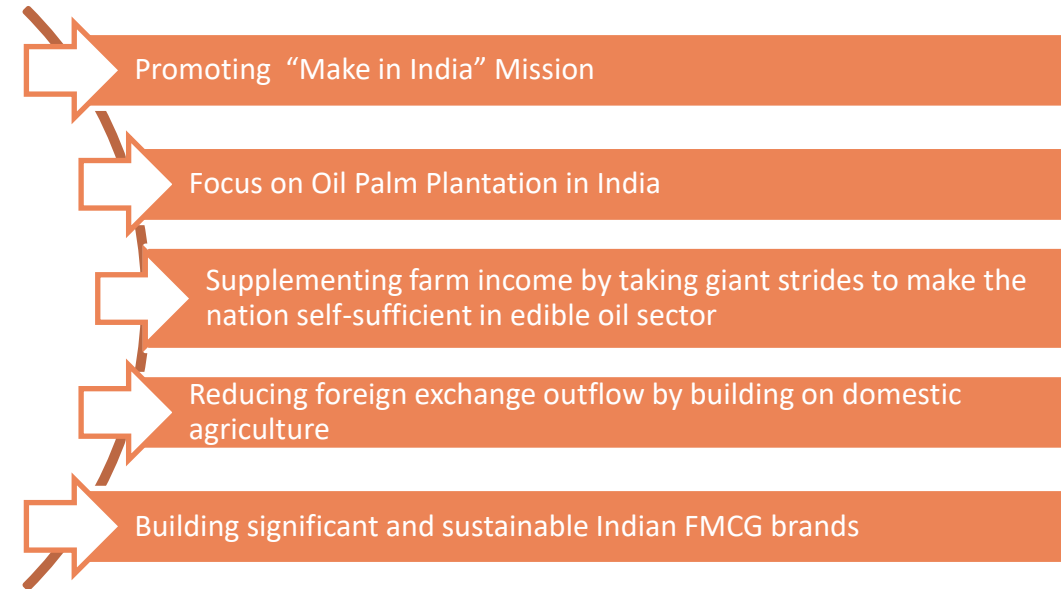 Promoting  “Make in India” Mission
Focus on Oil Palm Plantation in India
Supplementing farm income by taking giant strides to make the
nation self-sufficient in edible oil sector
Reducing foreign exchange outflow by building on domestic
agriculture
Building significant and sustainable Indian FMCG brands